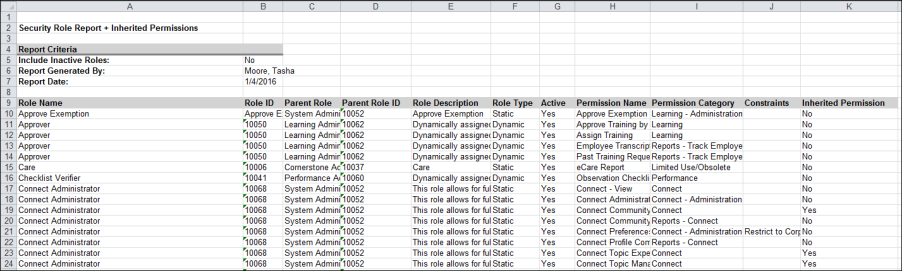 A B C D E F G H I J K
1
2 Security Role Report + Inherited Permissions
3
4 Report Criteria
5 Include Inactive Roles: No
6 Report Generated By: Moore, Tasha
7 Report Date: 1/4/2016
8
9 Role Name Role ID Parent Role Parent Role ID Role Description Role Type Active Permission Name Permission Category Constraints Inherited Permission
10 Approve Exemption Approve E System Admin 10052 Approve Exemption Static Yes Approve Exemption Learning - Administration No
11 Approver 10050 Learning Admi 10062 Dynamically assigne Dynamic Yes Approve Training by Learning No
12 Approver 10050 Learning Admi 10062 Dynamically assigne Dynamic Yes Assign Training Learning No
13 Approver 10050 Learning Admi 10062 Dynamically assigne Dynamic Yes Employee Transcrip Reports - Track Employe No
14 Approver 10050 Learning Admi 10062 Dynamically assigne Dynamic Yes Past Training Reque Reports - Track Employe No
15 Care 10006 Cornerstone A 10037 Care Static Yes eCare Report Limited Use/Obsolete No
16 Checklist Verifier 10041 Performance A 10060 Dynamically assigne Dynamic Yes Observation Checkli Performance No
17 Connect Administrator 10068 System Admin 10052 This role allows for ful Static Yes Connect - View Connect No
18 Connect Administrator 10068 System Admin 10052 This role allows for ful Static Yes Connect Administrat Connect - Administration No
19 Connect Administrator 10068 System Admin 10052 This role allows for ful Static Yes Connect Community Connect Yes
20 Connect Administrator 10068 System Admin 10052 This role allows for ful Static Yes Connect Community Reports - Connect No
21 Connect Administrator 10068 System Admin 10052 This role allows for ful Static Yes Connect Preference Connect - Administration Restrict to Corp No
22 Connect Administrator 10068 System Admin 10052 This role allows for ful Static Yes Connect Profile Con Reports - Connect No
23 Connect Administrator 10068 System Admin 10052 This role allows for ful Static Yes Connect Topic Expe Connect Yes
24 Connect Administrator 10068 System Admin 10052 This role allows for ful Static Yes Connect Topic Mana Connect Yes